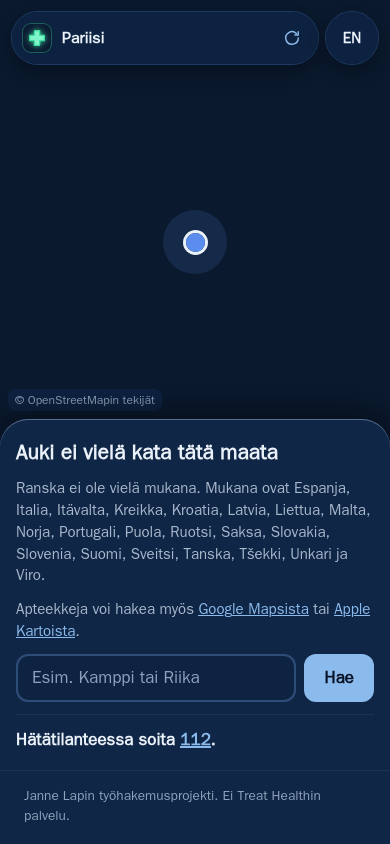 Pariisi
EN
© OpenStreetMapin tekijät
Auki ei vielä kata tätä maata
Ranska ei ole vielä mukana. Mukana ovat Espanja,
Italia, Itävalta, Kreikka, Kroatia, Latvia, Liettua, Malta,
Norja, Portugali, Puola, Ruotsi, Saksa, Slovakia,
Slovenia, Suomi, Sveitsi, Tanska, Tšekki, Unkari ja
Viro.
Apteekkeja voi hakea myös Google Mapsista tai Apple
Kartoista.
Esim. Kamppi tai Riika
Hae
Hätätilanteessa soita 112.
Janne Lapin työhakemusprojekti. Ei Treat Healthin
palvelu.